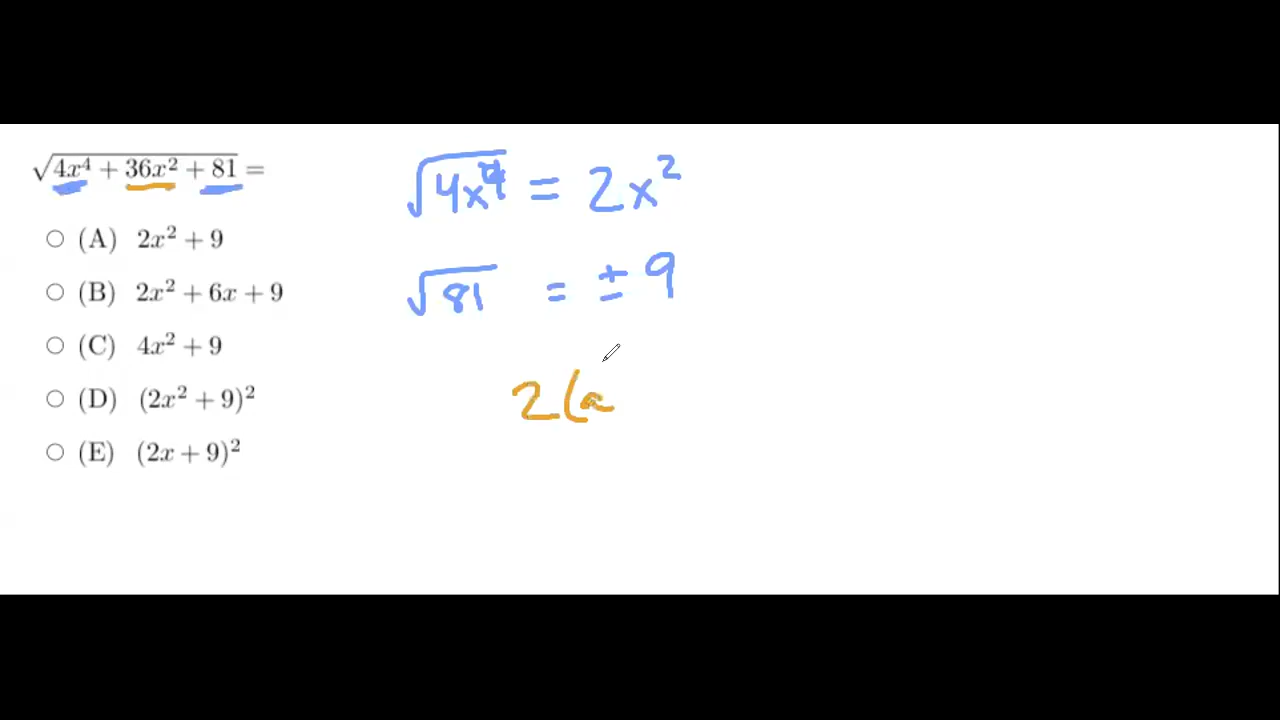 √4x⁴ + 36x² + 81 =
(A) 2x² + 9
(B) 2x² + 6x + 9
(C) 4x² + 9
(D) (2x² + 9)²
(E) (2x + 9)²
√4x⁴ = 2x²
√81 = ± 9
2(a